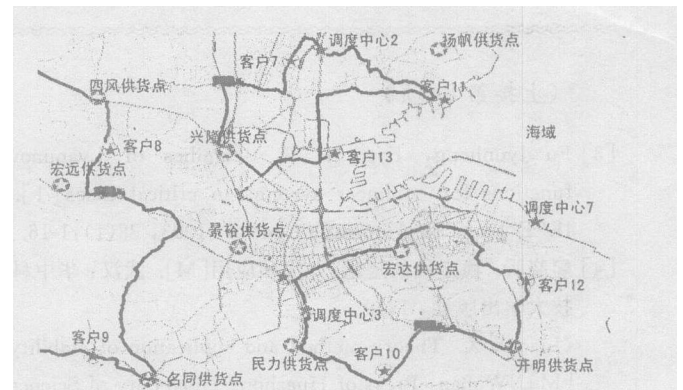 调度中心2
扬帆供货点
客户7
四风供货点
客户11
客户8
兴隆供货点
海域
客户13
宏远供货点
调度中心7
景裕供货点
宏达供货点
客户12
调度中心3
客户9
民力供货点
客户10
开明供货点
名同供货点